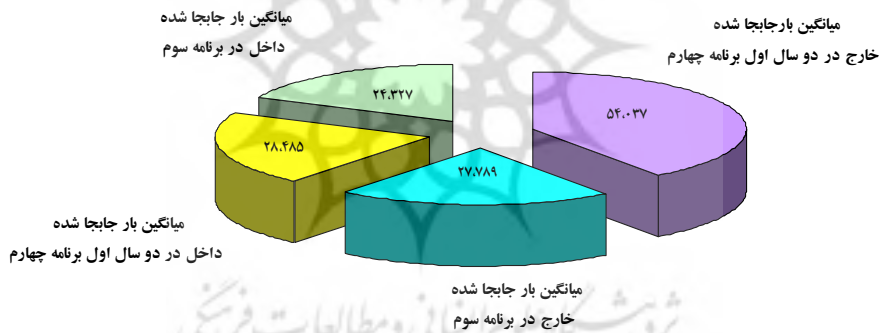 میانگین بار جابجا شده
داخل در برنامه سوم
میانگین بارجابجا شده
خارج در دو سال اول برنامه چهارم
۲۴.۳۲۷
۵۴.۰۳۷
۲۸.۴۸۵
۲۷.۷۸۹
میانگین بار جابجا شده
داخل در دو سال اول برنامه چهارم
میانگین بار جابجا شده
خارج در برنامه سوم